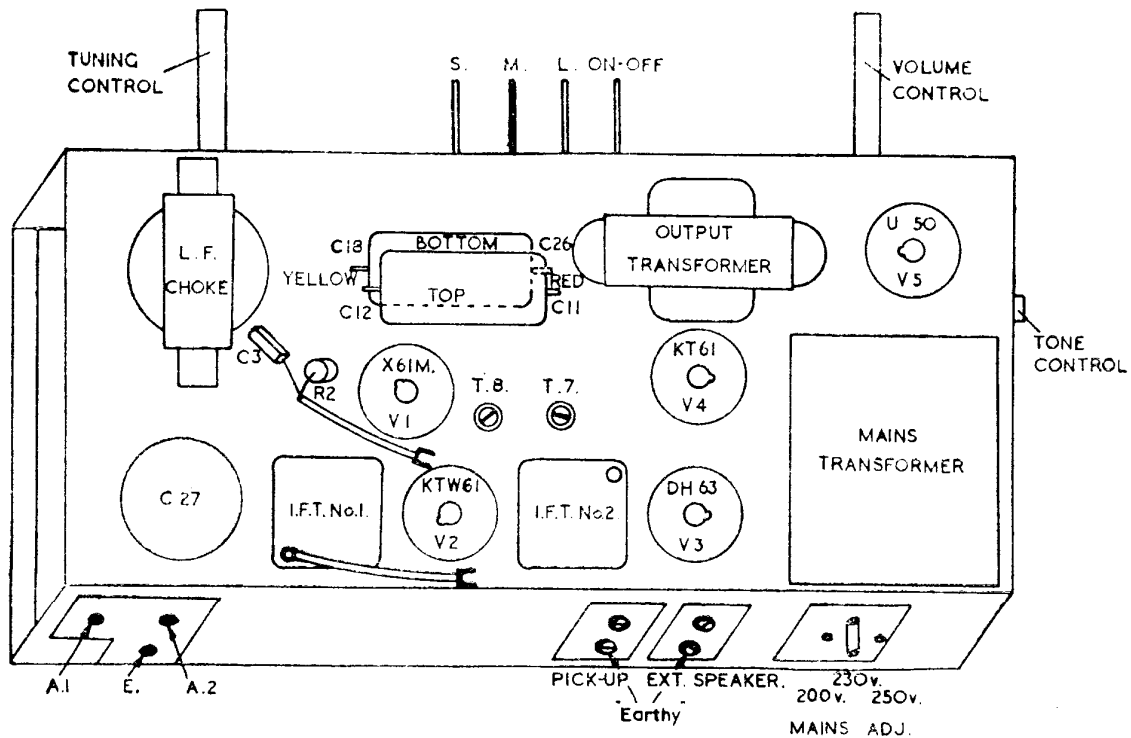 TUNING
CONTROL
S. M. L. ON-OFF
VOLUME
CONTROL
L.F.
CHOKE
C18
YELLOW
C12
BOTTOM
TOP
C26
RED
C11
OUTPUT
TRANSFORMER
U 50
V5
TONE
CONTROL
C3
R2
X61M.
V1
T.8.
T.7.
KT61
V4
MAINS
TRANSFORMER
C 27
I.F.T. No.1.
KTW61
V2
I.F.T. No.2.
DH 63
V3
A.1
E.
A.2
PICK-UP
EXT. SPEAKER.
"Earthy"
230v.
200v. 250v.
MAINS ADJ.